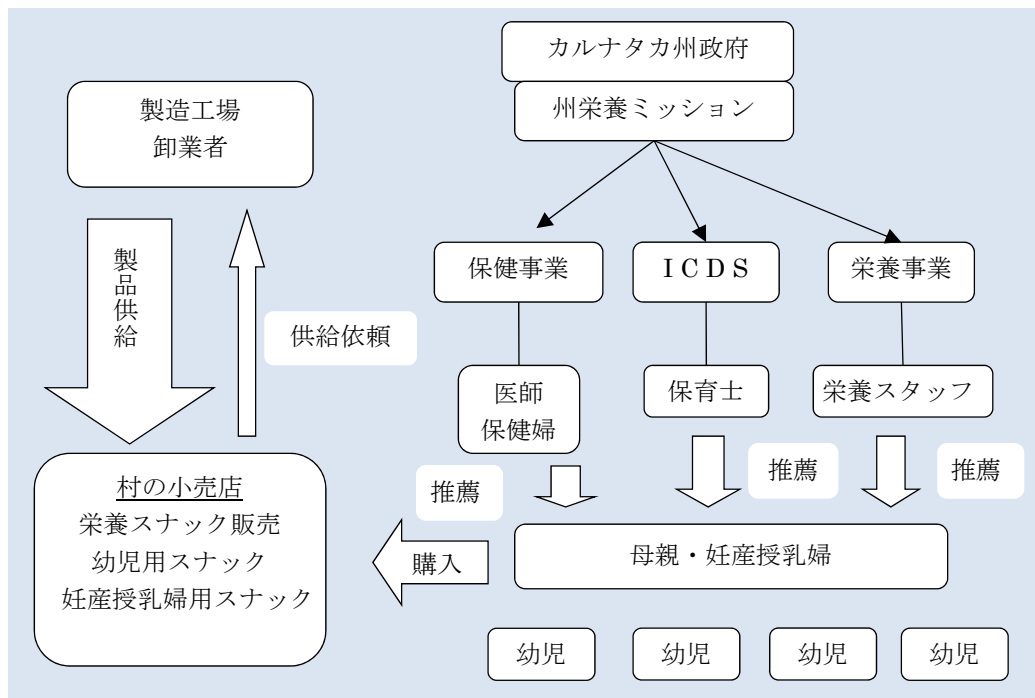 カルナタカ州政府
州栄養ミッション
製造工場
卸業者
保健事業
ICDS
栄養事業
製品供給
供給依頼
医師
保健婦
保育士
栄養スタッフ
推薦
推薦
推薦
村の小売店
栄養スナック販売
幼児用スナック
妊産授乳婦用スナック
購入
母親・妊産授乳婦
幼児
幼児
幼児
幼児